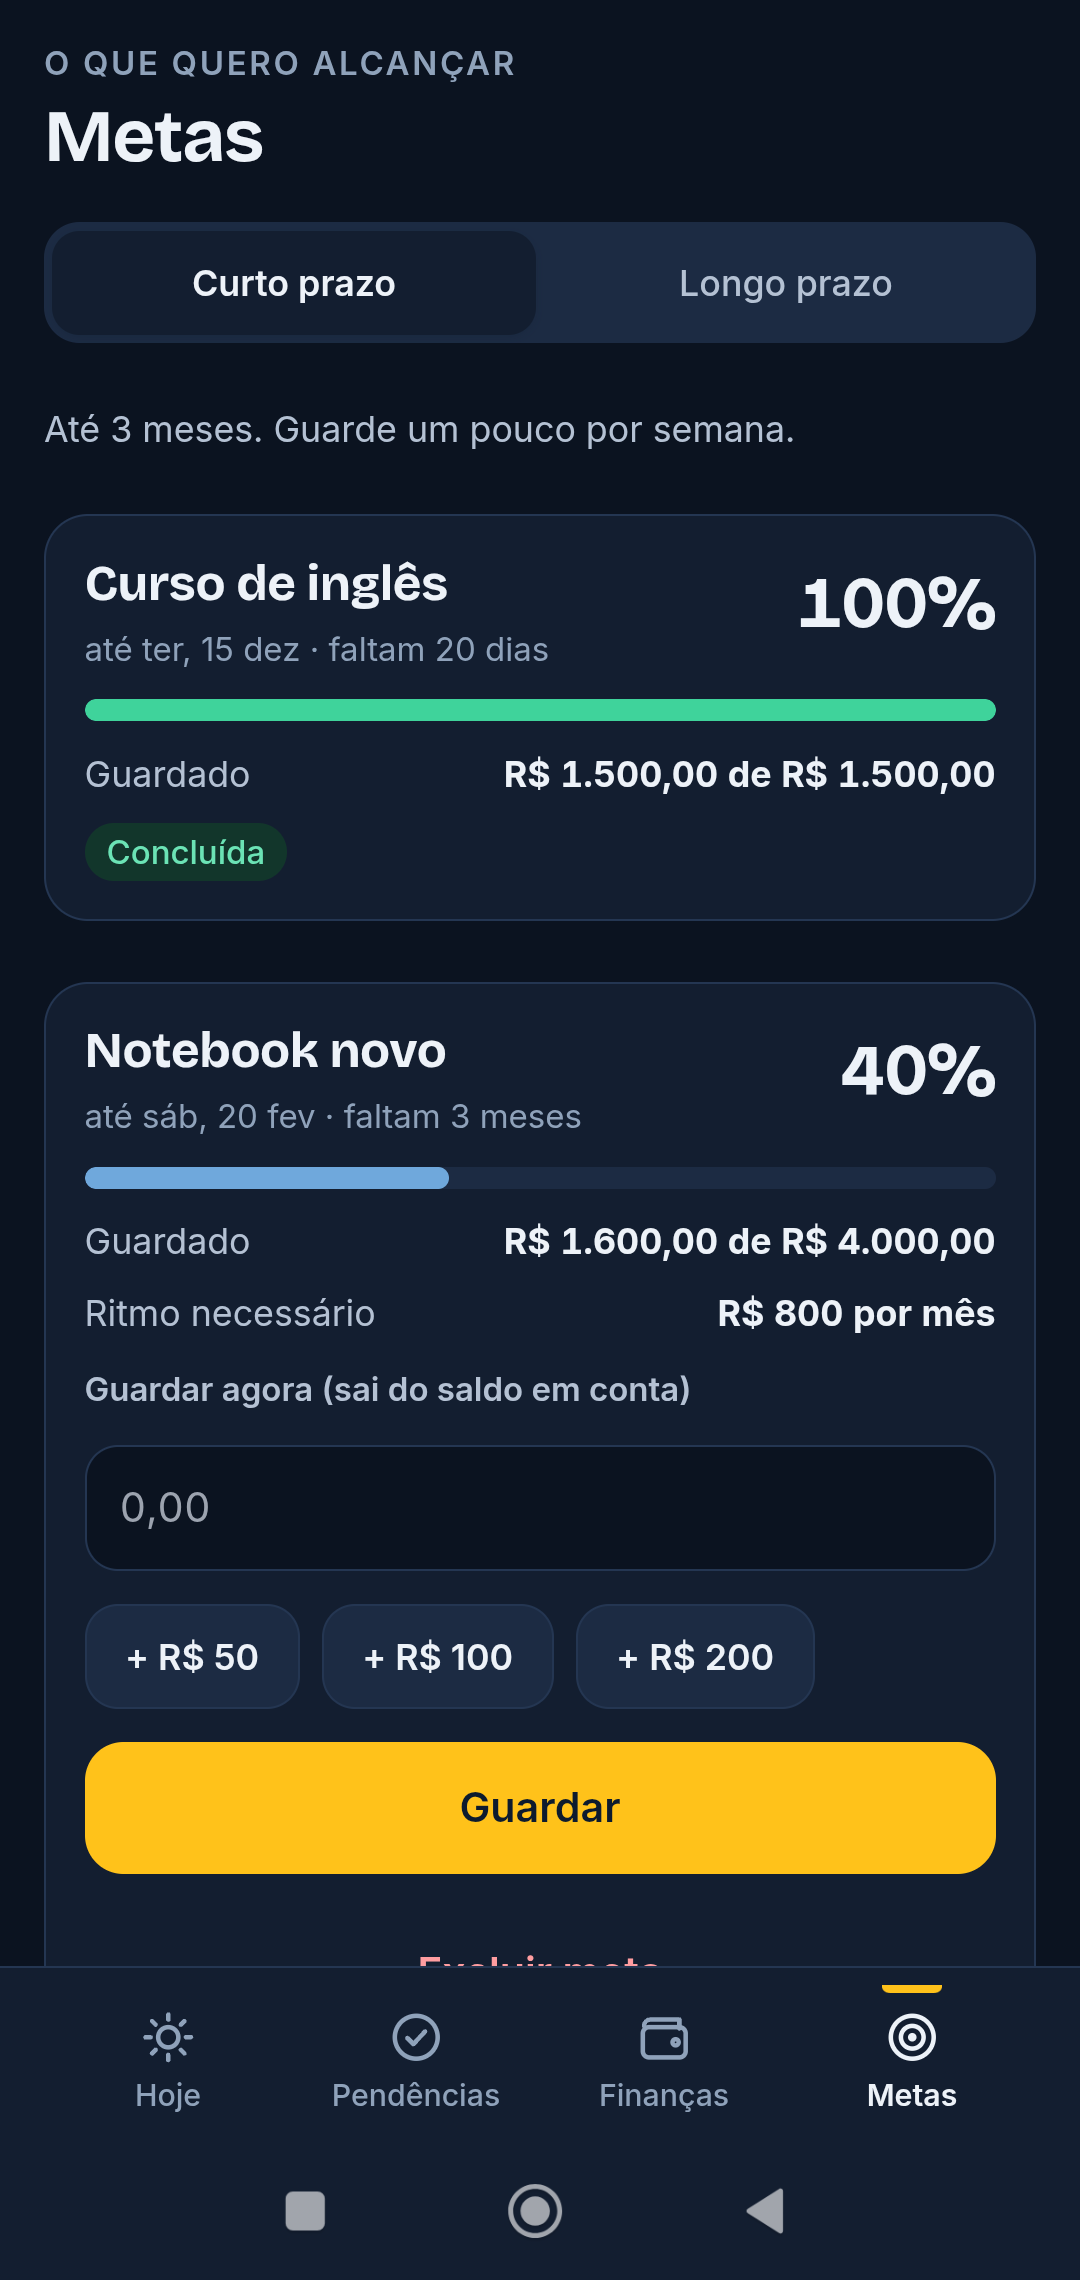 O QUE QUERO ALCANÇAR
Metas
Curto prazo
Longo prazo
Até 3 meses. Guarde um pouco por semana.
Curso de inglês
100%
até ter, 15 dez · faltam 20 dias
Guardado
R$ 1.500,00 de R$ 1.500,00
Concluída
Notebook novo
40%
até sáb, 20 fev · faltam 3 meses
Guardado
R$ 1.600,00 de R$ 4.000,00
Ritmo necessário
R$ 800 por mês
Guardar agora (sai do saldo em conta)
0,00
+ R$ 50
+ R$ 100
+ R$ 200
Guardar
Excluir meta
Hoje
Pendências
Finanças
Metas